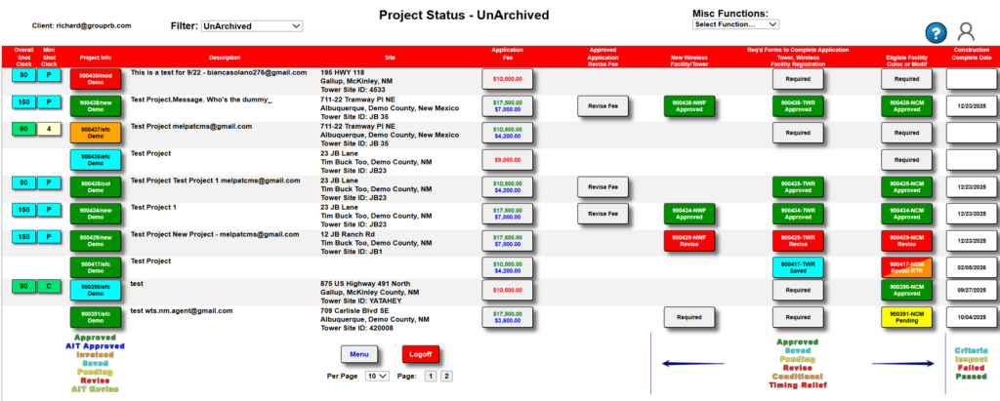 Project Status - UnArchived
Client: richard@grouprb.com
Filter: UnArchived
Misc Functions:
Select Function...
?
Overall Shot Clock
Mini Shot Clock
Project Info
Description
Site
Application Fee
Approved Application Revise Fee
Req'd Forms to Complete Application
New Wireless Facility/Tower
Tower, Wireless Facility Registration
Eligible Facility Coloc or Modif
Construction Complete Date
90 P 900439/mod Demo This is a test for 9/22 - biancasolano276@gmail.com 195 HWY 118 $10,500.00 Required Required
Gallup, McKinley, NM
Tower Site ID: 4533
150 P 900438/new Demo Test Project.Message. Who's the dummy_ 711-22 Tramway Pl NE $17,500.00 $7,000.00 Revise Fee 900438-NWF Approved 900438-TWR Approved 900438-NCM Approved 12/23/2025
Albuquerque, Demo County, New Mexico
Tower Site ID: JB 35
60 4 900437/efc Demo Test Project melpatcms@gmail.com 711-22 Tramway Pl NE $10,500.00 $4,200.00 Required Required
Albuquerque, Demo County, New Mexico
Tower Site ID: JB 35
900436/efc Demo Test Project 23 JB Lane $9,000.00 Required
Tim Buck Too, Demo County, NM
Tower Site ID: JB23
90 P 900435/col Demo Test Project Test Project 1 melpatcms@gmail.com 23 JB Lane $10,500.00 $4,200.00 Revise Fee 900435-TWR Approved 900435-NCM Approved 12/23/2025
Tim Buck Too, Demo County, NM
Tower Site ID: JB23
150 P 900434/new Demo Test Project 1 23 JB Lane $17,500.00 $7,000.00 Revise Fee 900434-NWF Approved 900434-TWR Approved 900434-NCM Approved 12/23/2025
Tim Buck Too, Demo County, NM
Tower Site ID: JB23
150 P 900429/new Demo Test Project New Project - melpatcms@gmail.com 12 JB Ranch Rd $17,500.00 $7,000.00 900429-NWF Revise 900429-TWR Revise 900429-NCM Revise 12/23/2025
Tim Buck Too, Demo County, NM
Tower Site ID: JB1
900417/efc Demo Test Project $10,500.00 $4,200.00 900417-TWR Saved 900417-NCM Revise RTR 02/05/2026
90 C 900396/efc Demo test 875 US Highway 491 North $10,500.00 Required 900396-NCM Approved 09/27/2025
Gallup, McKinley County, NM
Tower Site ID: YATAHEY
900391/efc Demo test wts.nm.agent@gmail.com 709 Carlisle Blvd SE $17,500.00 $3,600.00 Required Required 900391-NCM Pending 10/04/2025
Albuquerque, Demo County, NM
Tower Site ID: 420008
Approved
AIT Approved
Invoiced
Saved
Pending
Revise
AIT Revise
Menu
Logoff
Per Page 10 Page: 1 2
Approved
Saved
Pending
Revise
Conditional
Timing Relief
Criteria
Inspect
Failed
Passed